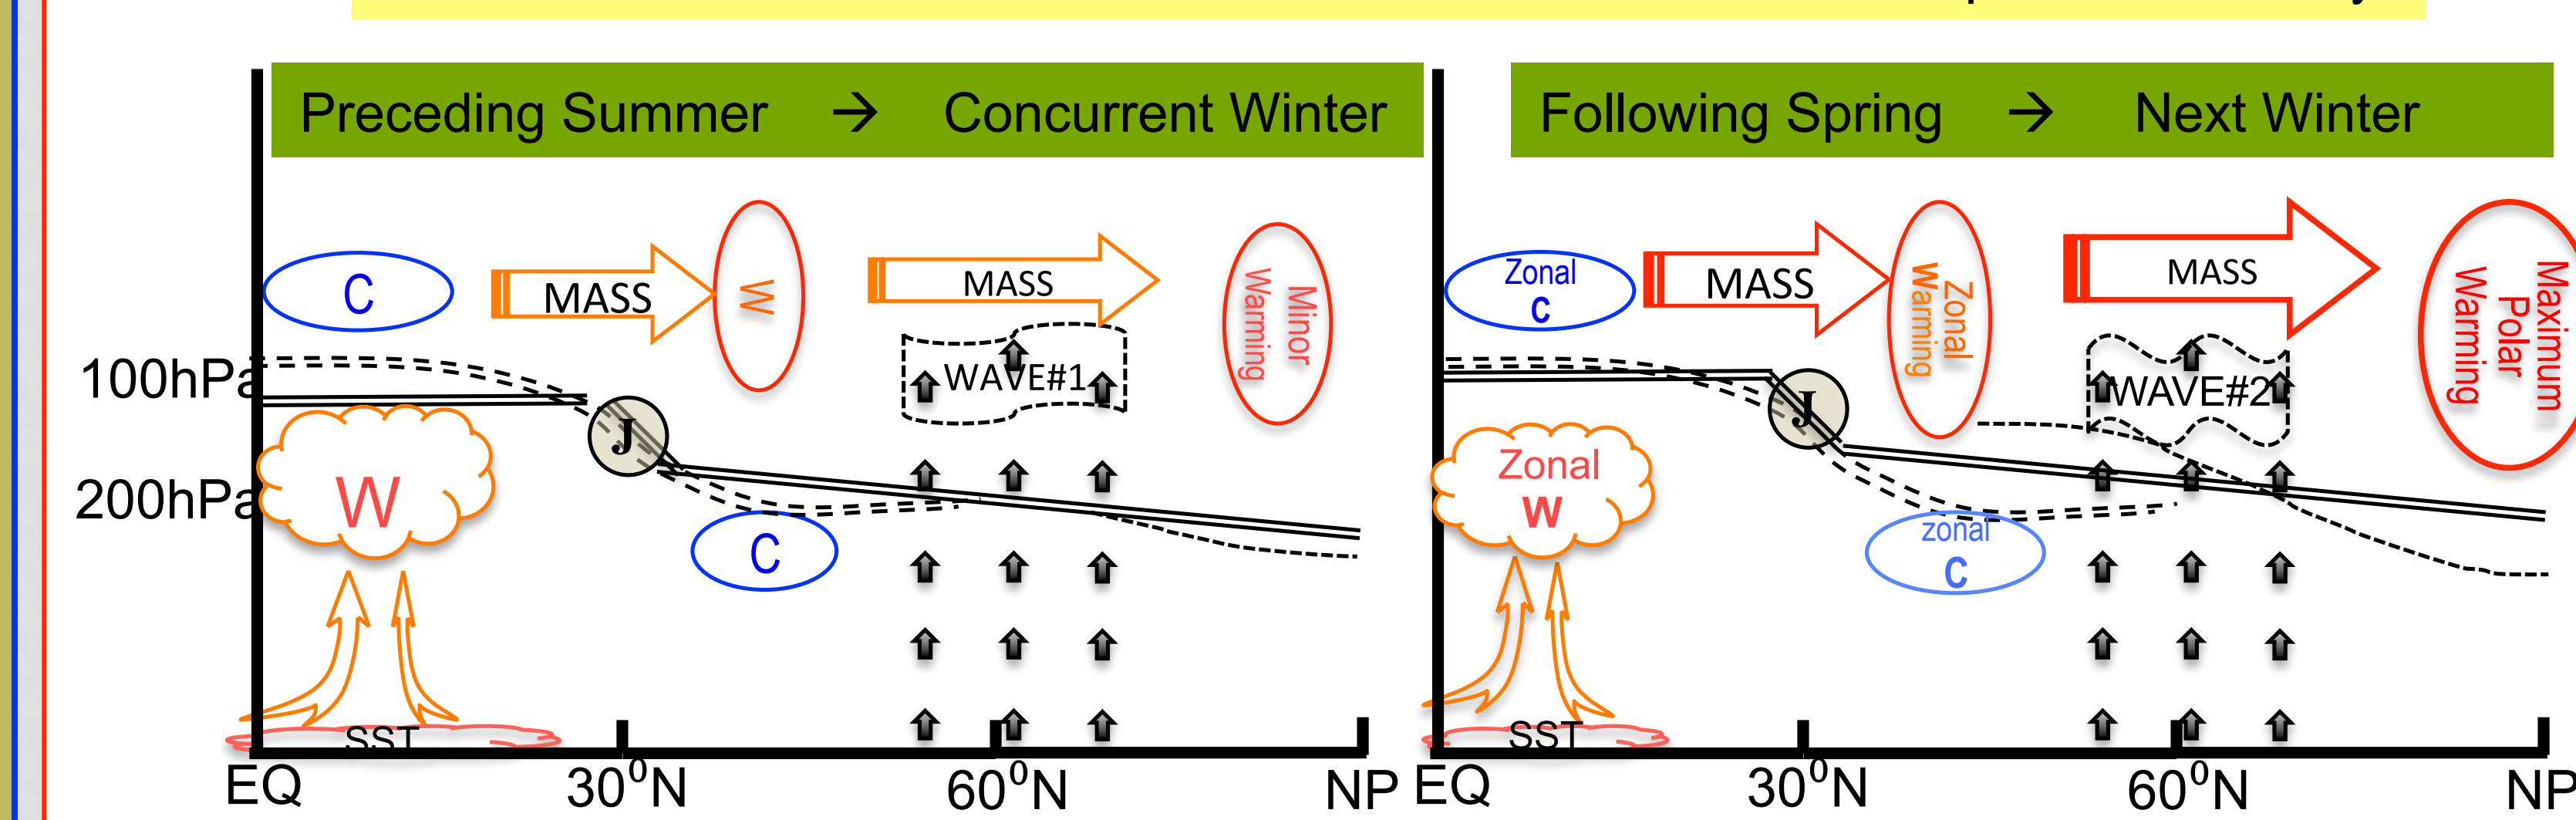 Preceding Summer → Concurrent Winter
C
MASS
W
MASS
Minor
Warming
100hPa
WAVE#1
J
200hPa
W
C
SST
EQ
30⁰N
60⁰N
NP
Following Spring → Next Winter
Zonal
C
MASS
Zonal
Warming
MASS
Maximum
Polar
Warming
WAVE#2
J
Zonal
W
zonal
C
SST
EQ
30⁰N
60⁰N
NP